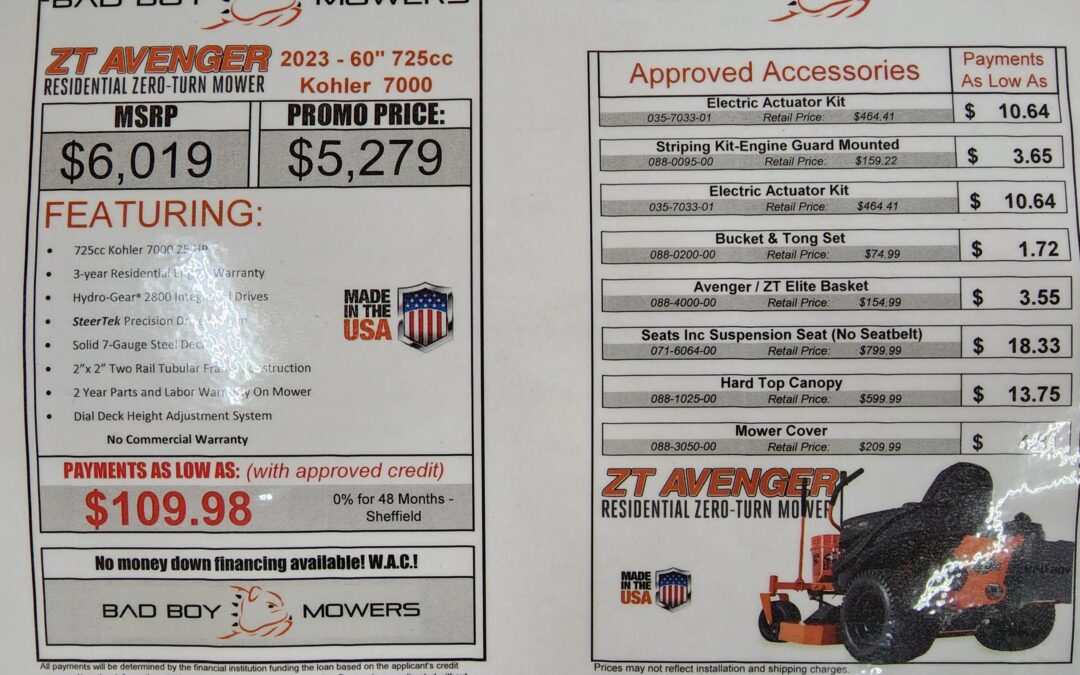 BAD BOY MOWERS
ZT AVENGER
RESIDENTIAL ZERO-TURN MOWER
2023 - 60" 725cc
Kohler 7000
MSRP
$6,019
PROMO PRICE:
$5,279
FEATURING:
• 725cc Kohler 7000 25 HP
• 3-year Residential Warranty
• Hydro-Gear® 2800 Integrated Drives
• SteerTek Precision
• Solid 7-Gauge Steel Deck
• 2"x 2" Two Rail Tubular Frame Construction
• 2 Year Parts and Labor Warranty On Mower
• Dial Deck Height Adjustment System
No Commercial Warranty
MADE
IN THE
USA
PAYMENTS AS LOW AS: (with approved credit)
$109.98
0% for 48 Months -
Sheffield
No money down financing available! W.A.C.!
BAD BOY MOWERS
All payments will be determined by the financial institution funding the loan based on the applicant's credit
Approved Accessories
Payments
As Low As
Electric Actuator Kit
035-7033-01 Retail Price: $464.41
$ 10.64
Striping Kit-Engine Guard Mounted
088-0095-00 Retail Price: $159.22
$ 3.65
Electric Actuator Kit
035-7033-01 Retail Price: $464.41
$ 10.64
Bucket & Tong Set
088-0200-00 Retail Price: $74.99
$ 1.72
Avenger / ZT Elite Basket
088-4000-00 Retail Price: $154.99
$ 3.55
Seats Inc Suspension Seat (No Seatbelt)
071-6064-00 Retail Price: $799.99
$ 18.33
Hard Top Canopy
088-1025-00 Retail Price: $599.99
$ 13.75
Mower Cover
088-3050-00 Retail Price: $209.99
$
ZT AVENGER
RESIDENTIAL ZERO-TURN MOWER
MADE
IN THE
USA
BAD BOY
Prices may not reflect installation and shipping charges.